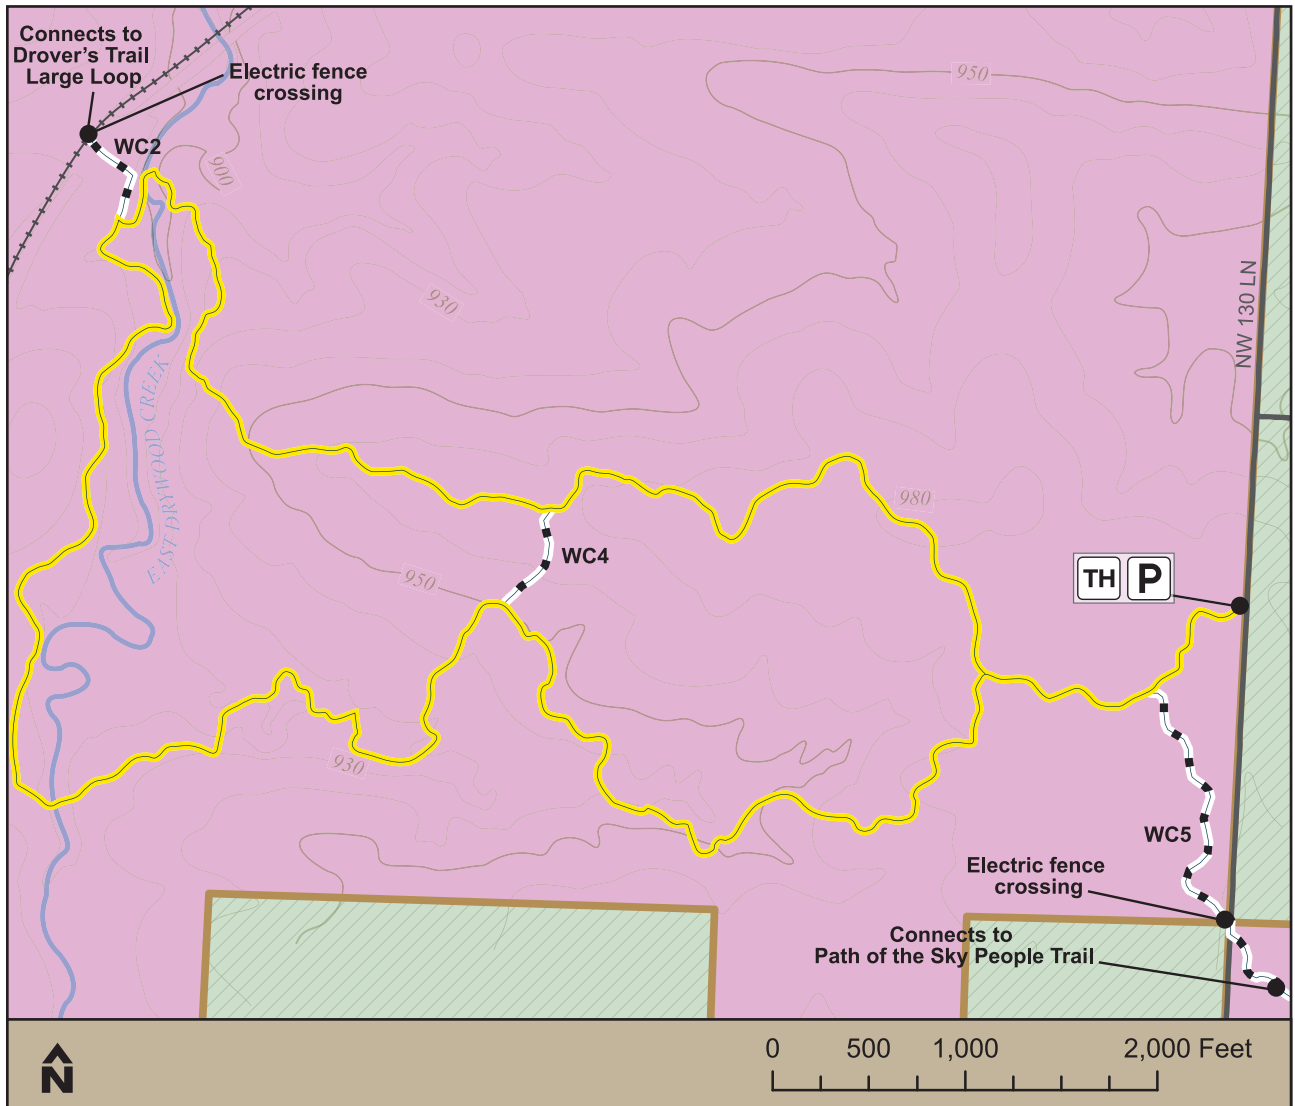 Connects to
Drover's Trail
Large Loop
Electric fence
crossing
WC2
900
950
930
NW 130 LN
EAST DRYWOOD CREEK
980
WC4
950
TH P
930
WC5
Electric fence
crossing
Connects to
Path of the Sky People Trail
N
0 500 1,000 2,000 Feet